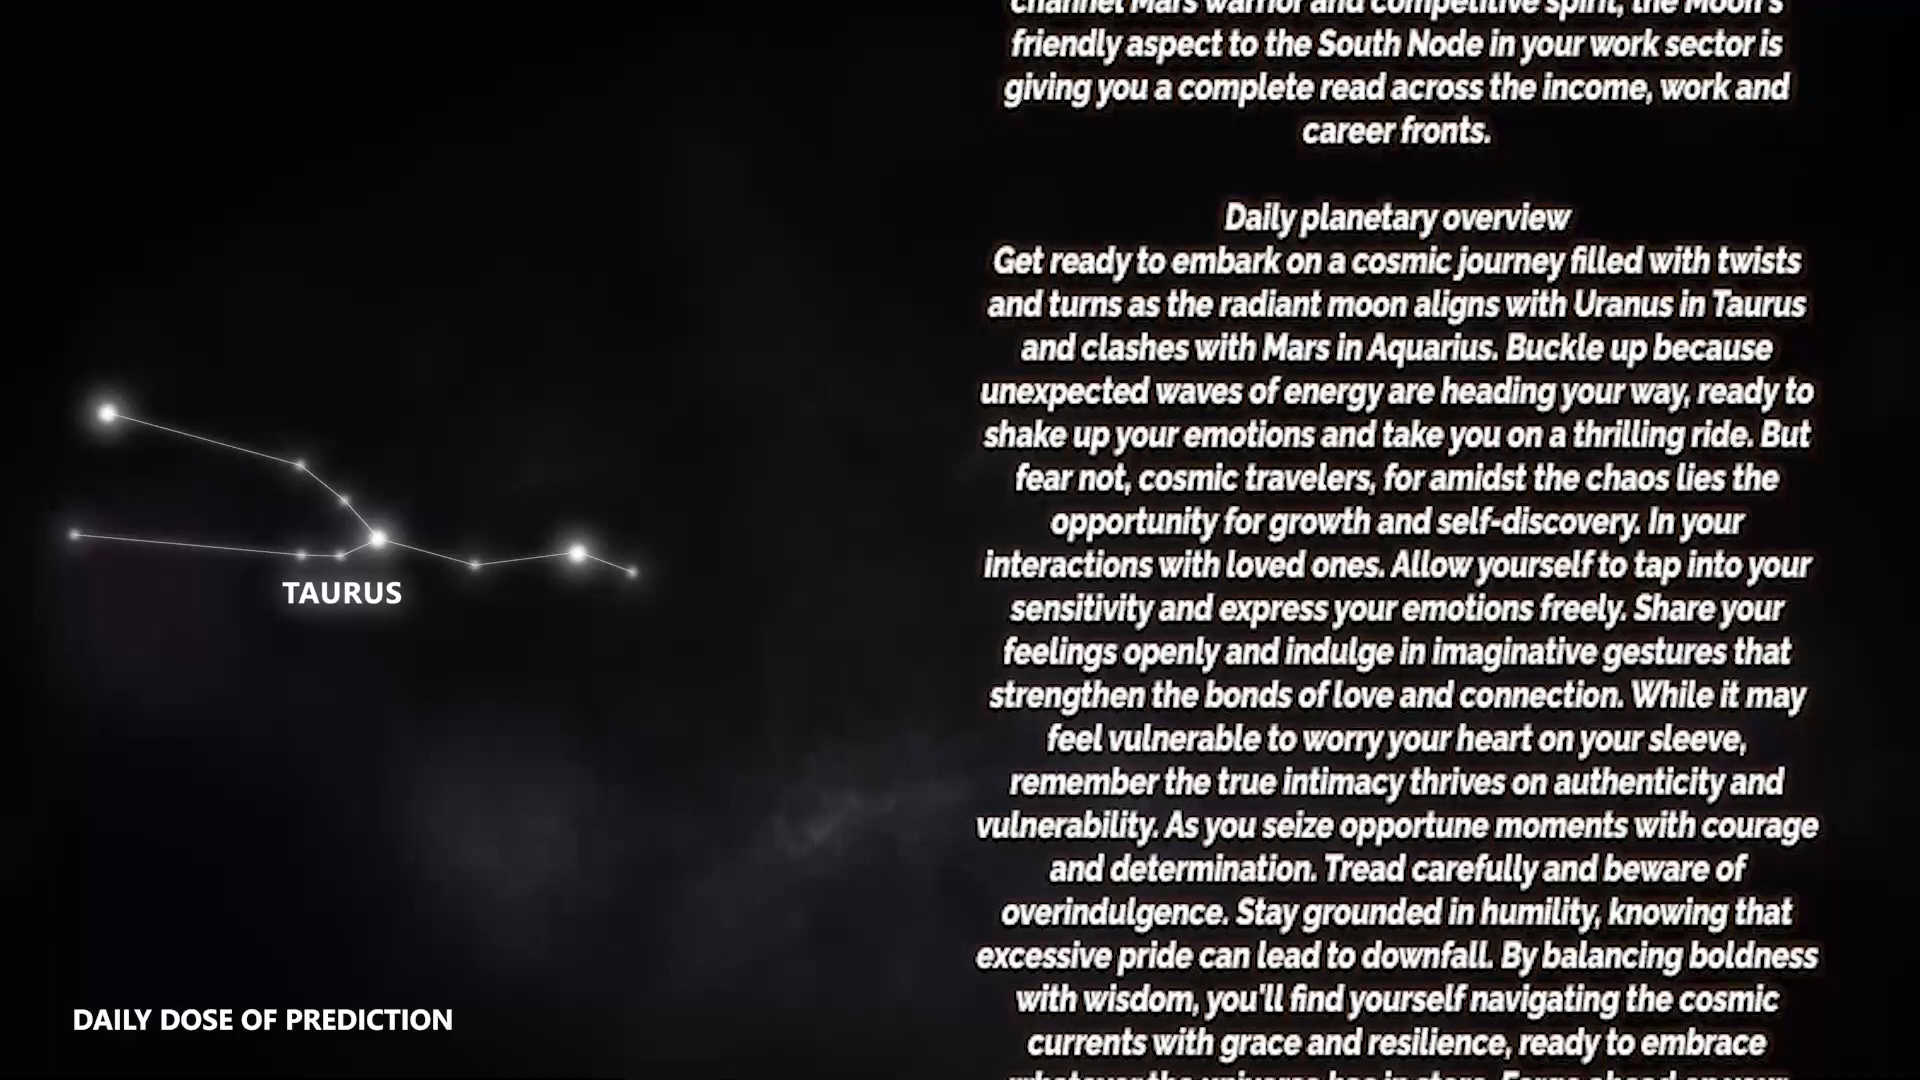 channel Mars warrior and competitive spirit, the Moon's
friendly aspect to the South Node in your work sector is
giving you a complete read across the income, work and
career fronts.
Daily planetary overview
Get ready to embark on a cosmic journey filled with twists
and turns as the radiant moon aligns with Uranus in Taurus
and clashes with Mars in Aquarius. Buckle up because
unexpected waves of energy are heading your way, ready to
shake up your emotions and take you on a thrilling ride. But
fear not, cosmic travelers, for amidst the chaos lies the
opportunity for growth and self-discovery. In your
interactions with loved ones. Allow yourself to tap into your
sensitivity and express your emotions freely. Share your
feelings openly and indulge in imaginative gestures that
strengthen the bonds of love and connection. While it may
feel vulnerable to worry your heart on your sleeve,
remember the true intimacy thrives on authenticity and
vulnerability. As you seize opportune moments with courage
and determination. Tread carefully and beware of
overindulgence. Stay grounded in humility, knowing that
excessive pride can lead to downfall. By balancing boldness
with wisdom, you'll find yourself navigating the cosmic
currents with grace and resilience, ready to embrace
TAURUS
DAILY DOSE OF PREDICTION